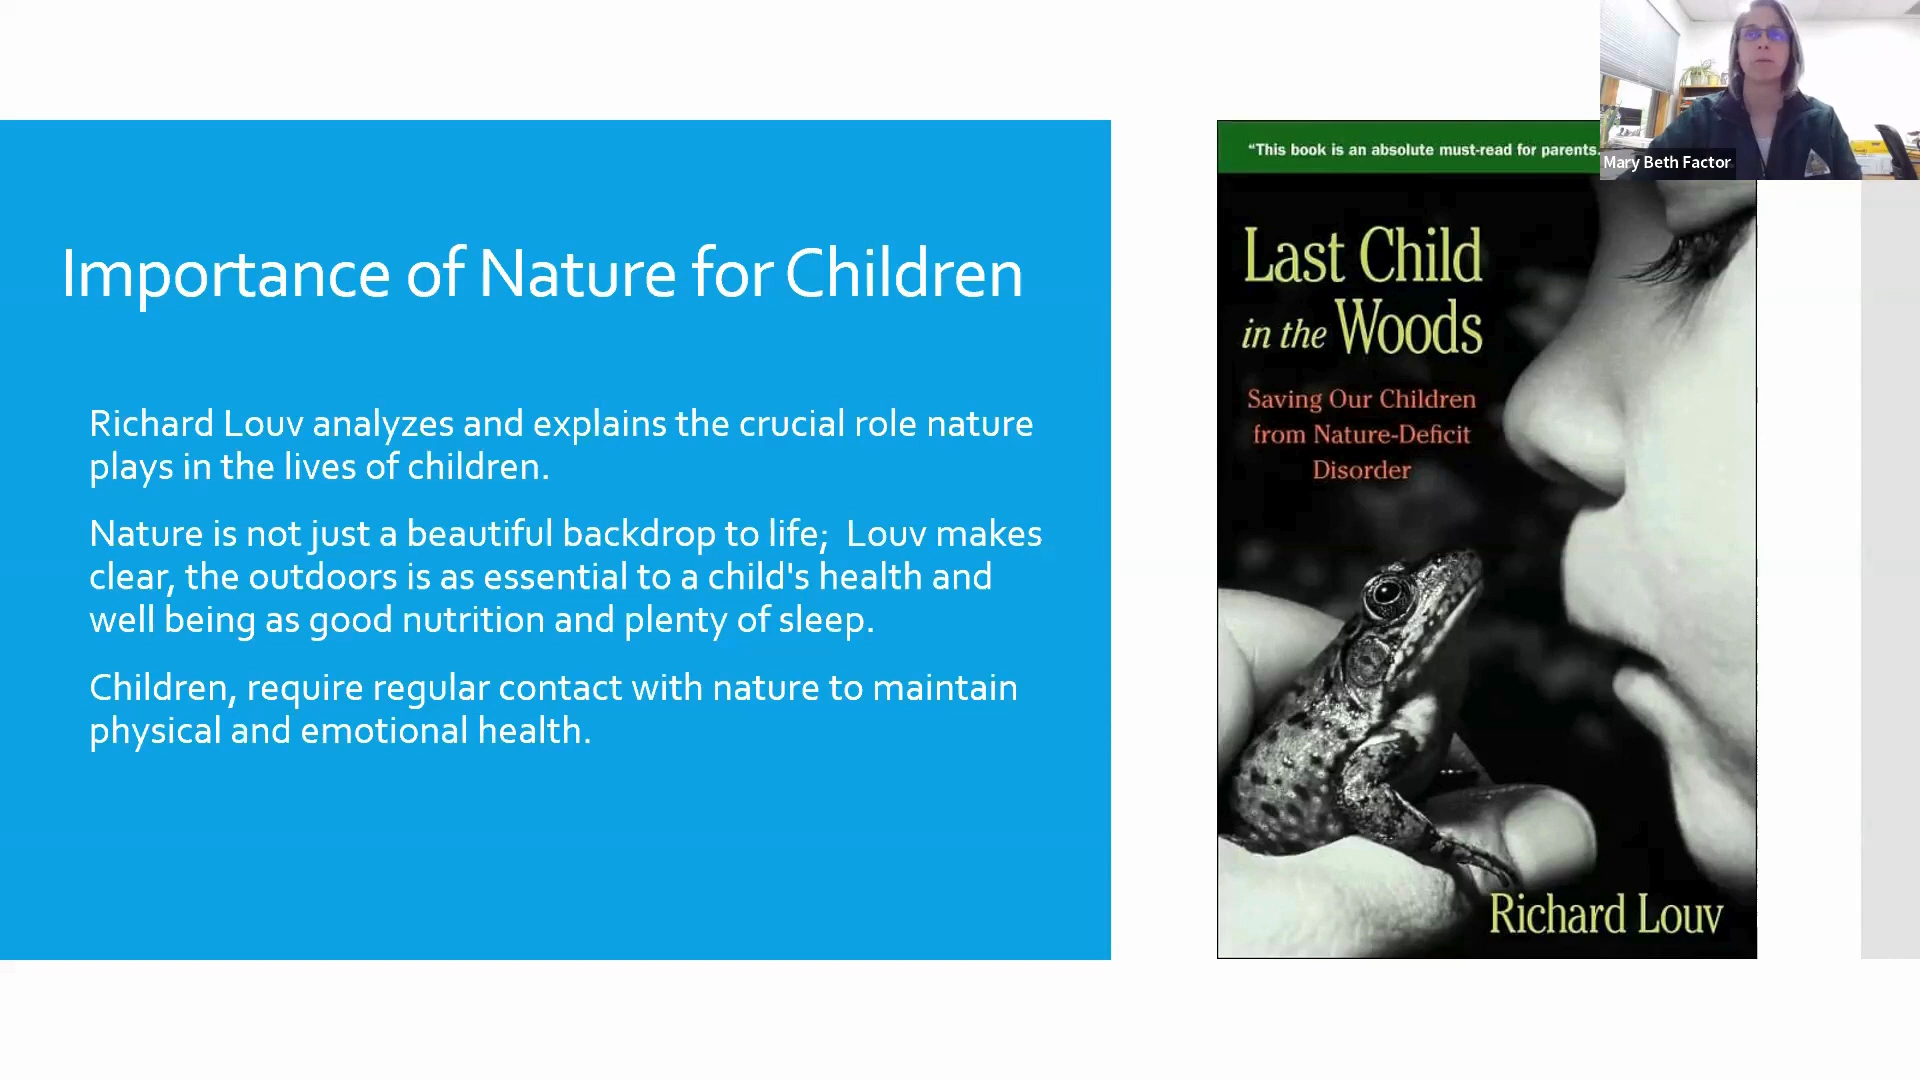 Importance of Nature for Children
Richard Louv analyzes and explains the crucial role nature
plays in the lives of children.
Nature is not just a beautiful backdrop to life;  Louv makes
clear, the outdoors is as essential to a child's health and
well being as good nutrition and plenty of sleep.
Children, require regular contact with nature to maintain
physical and emotional health.
“This book is an absolute must-read for parents.
Last Child
in the Woods
Saving Our Children
from Nature-Deficit
Disorder
Richard Louv
Mary Beth Factor